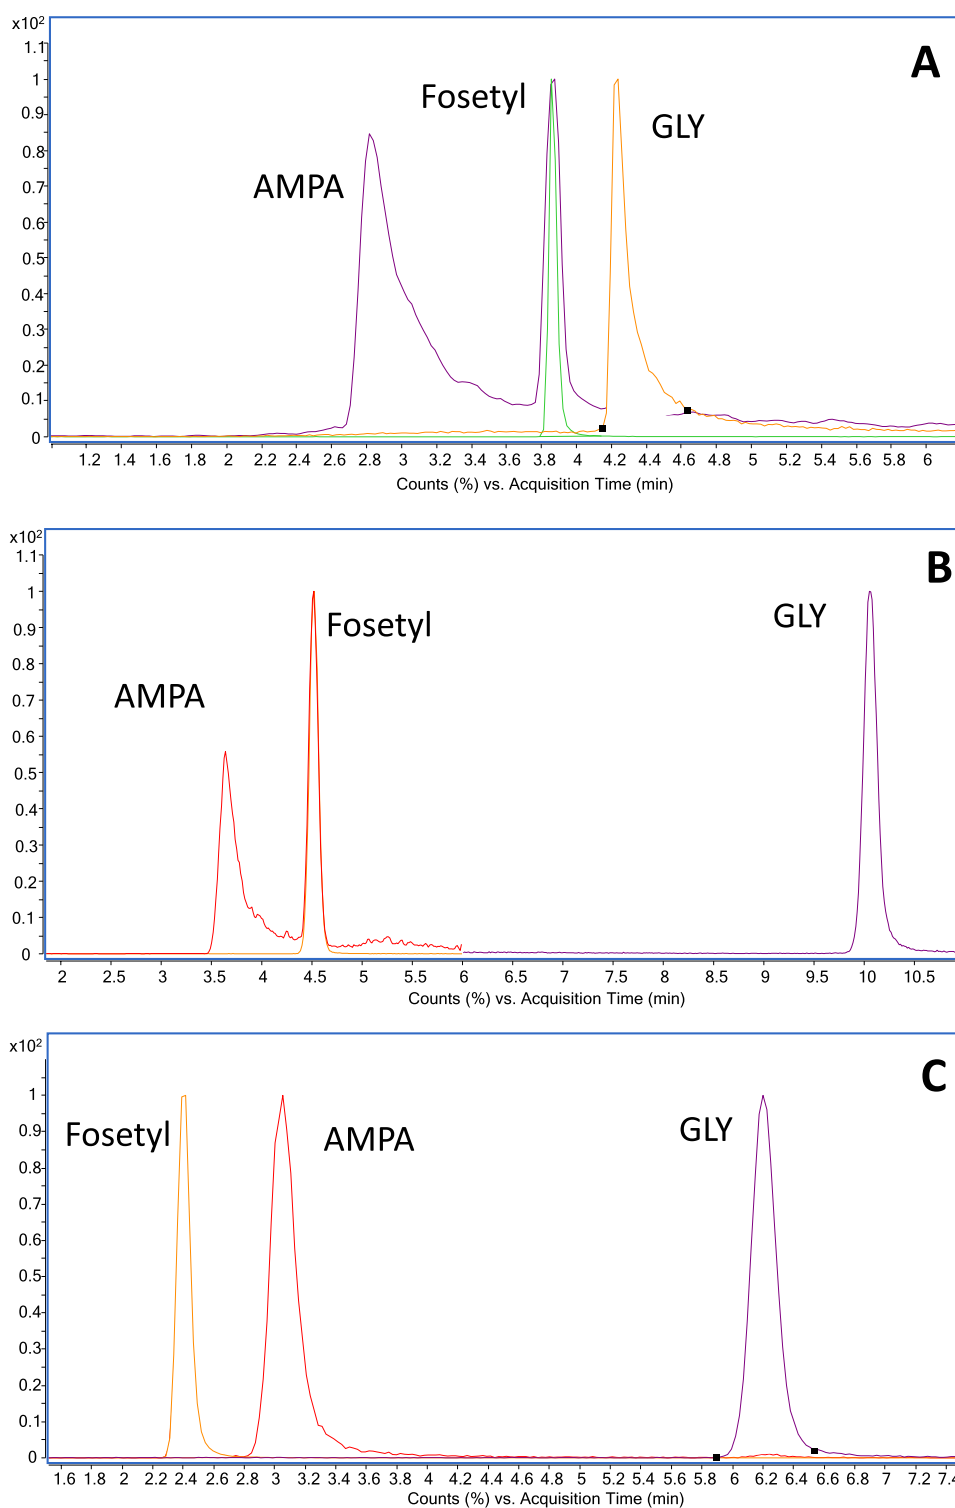 x10²
A
1.1
1
Fosetyl
0.9
GLY
0.8
AMPA
0.7
0.6
0.5
0.4
0.3
0.2
0.1
0
1.2 1.4 1.6 1.8 2 2.2 2.4 2.6 2.8 3 3.2 3.4 3.6 3.8 4 4.2 4.4 4.6 4.8 5 5.2 5.4 5.6 5.8 6
Counts (%) vs. Acquisition Time (min)
x10²
B
1.1
1
Fosetyl
GLY
0.9
0.8
AMPA
0.7
0.6
0.5
0.4
0.3
0.2
0.1
0
2 2.5 3 3.5 4 4.5 5 5.5 6 6.5 7 7.5 8 8.5 9 9.5 10 10.5
Counts (%) vs. Acquisition Time (min)
x10²
C
1
Fosetyl
AMPA
GLY
0.9
0.8
0.7
0.6
0.5
0.4
0.3
0.2
0.1
0
1.6 1.8 2 2.2 2.4 2.6 2.8 3 3.2 3.4 3.6 3.8 4 4.2 4.4 4.6 4.8 5 5.2 5.4 5.6 5.8 6 6.2 6.4 6.6 6.8 7 7.2 7.4
Counts (%) vs. Acquisition Time (min)